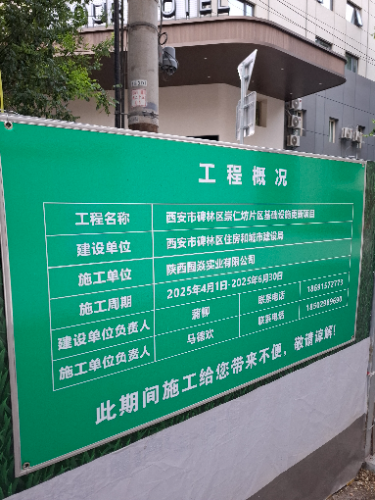 HOTEL
工程概况
工程名称 西安市碑林区崇仁坊片区基础设施更新项目
建设单位 西安市碑林区住房和城市建设局
施工单位 陕西陶焱实业有限公司
施工周期 2025年4月1日-2025年6月30日
建设单位负责人 联系电话 18691572773
施工单位负责人 马德欢 联系电话
此期间施工给您带来不便，敬请谅解！